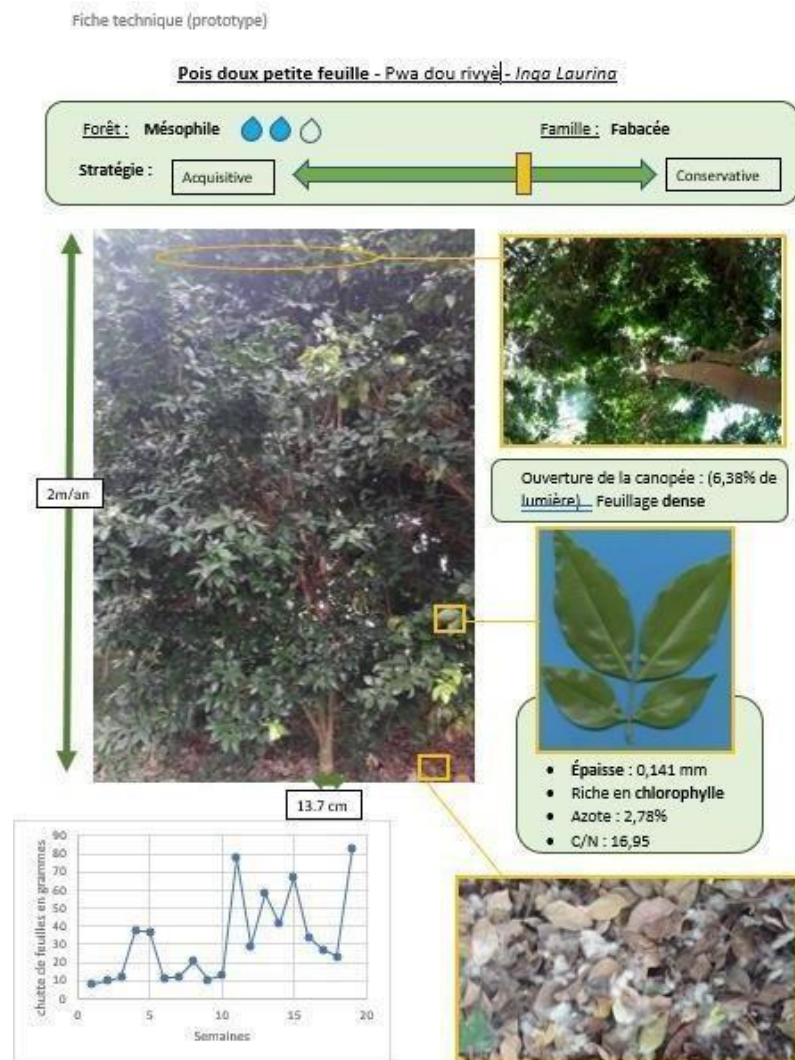 Fiche technique (prototype)
Pois doux petite feuille - Pwa dou rivyè - Inga Laurina
Forêt : Mésophile
Famille : Fabacée
Stratégie :
Acquisitive
Conservative
2m/an
Ouverture de la canopée : (6,38% de
lumière) Feuillage dense
13.7 cm
• Épaisse : 0,141 mm
• Riche en chlorophylle
• Azote : 2,78%
• C/N : 16,95
chutte de feuilles en grammes
90
80
70
60
50
40
30
20
10
0
0 5 10 15 20
Semaines